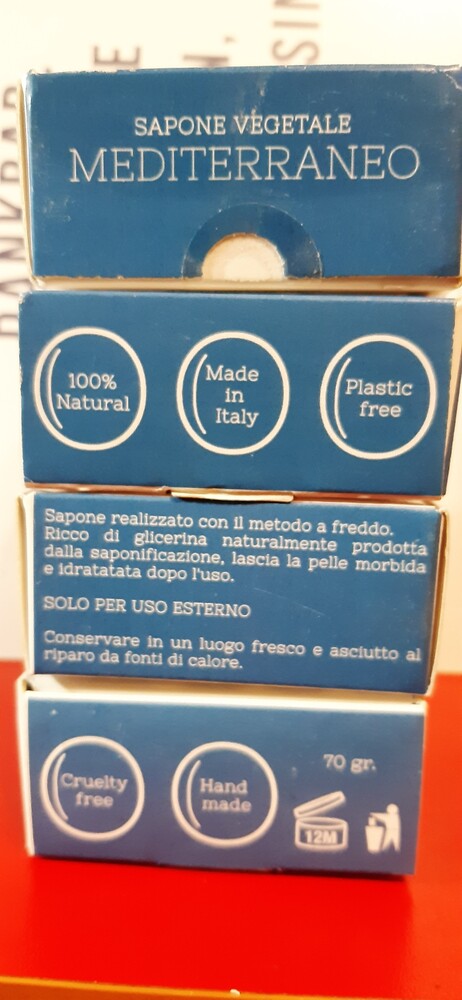 SAPONE VEGETALE
MEDITERRANEO
100%
Natural
Made
in
Italy
Plastic
free
Sapone realizzato con il metodo a freddo.
Ricco di glicerina naturalmente prodotta
dalla saponificazione, lascia la pelle morbida
e idratatata dopo l'uso.
SOLO PER USO ESTERNO
Conservare in un luogo fresco e asciutto al
riparo da fonti di calore.
Cruelty
free
Hand
made
70 gr.
12M